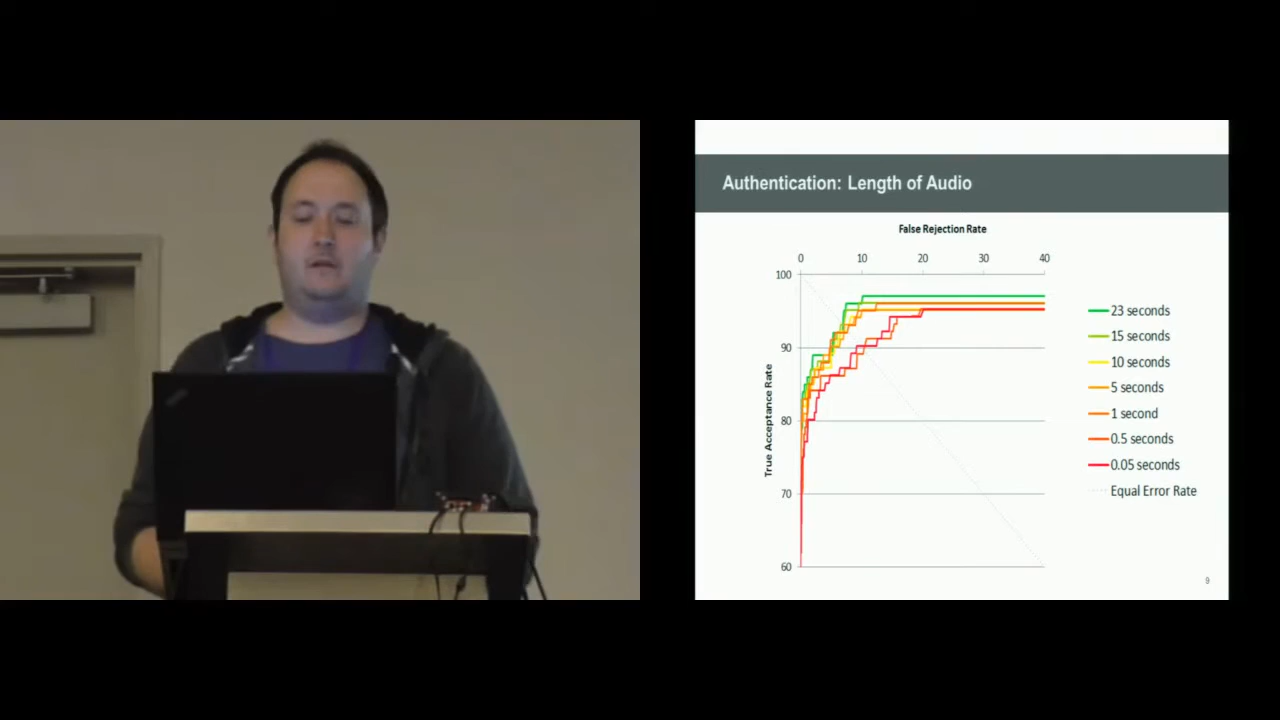 Authentication: Length of Audio
False Rejection Rate
0 10 20 30 40
100
90
80
70
60
True Acceptance Rate
23 seconds
15 seconds
10 seconds
5 seconds
1 second
0.5 seconds
0.05 seconds
Equal Error Rate
9